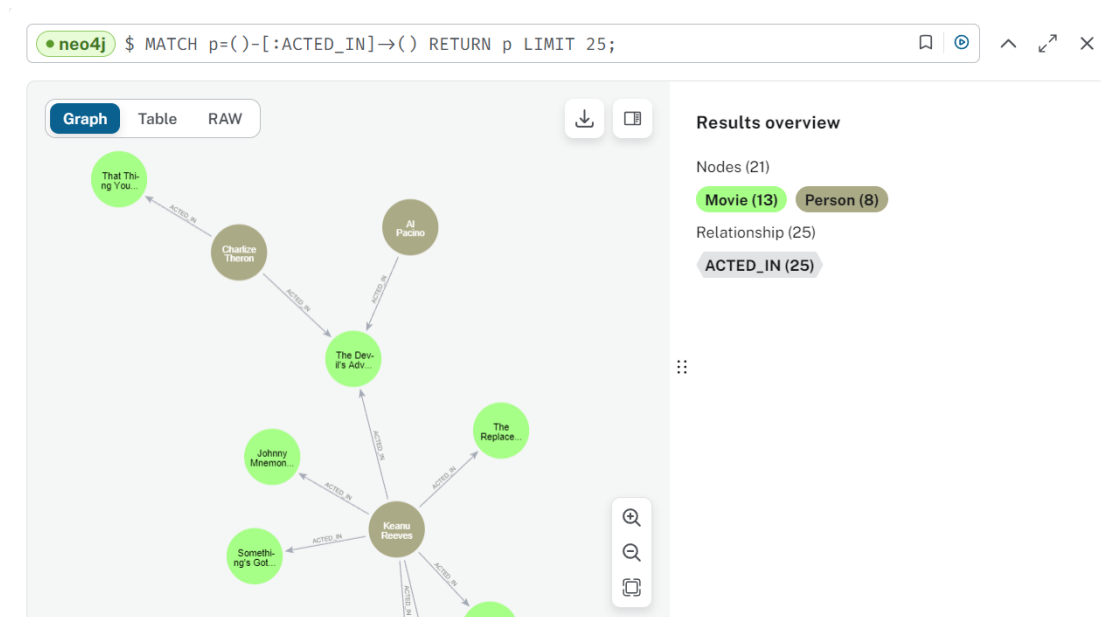 neo4j $ MATCH p=()-[:ACTED_IN]→() RETURN p LIMIT 25;
Graph Table RAW
Results overview
Nodes (21)
Movie (13) Person (8)
Relationship (25)
ACTED_IN (25)
That Thi-
ng You...
ACTED_IN
Charlize
Theron
Al
Pacino
ACTED_IN
ACTED_IN
The Dev-
il's Adv...
ACTED_IN
The
Replace...
Johnny
Mnemon...
ACTED_IN
ACTED_IN
Keanu
Reeves
Somethi-
ng's Got...
ACTED_IN
ACTED_IN
ACTED_IN